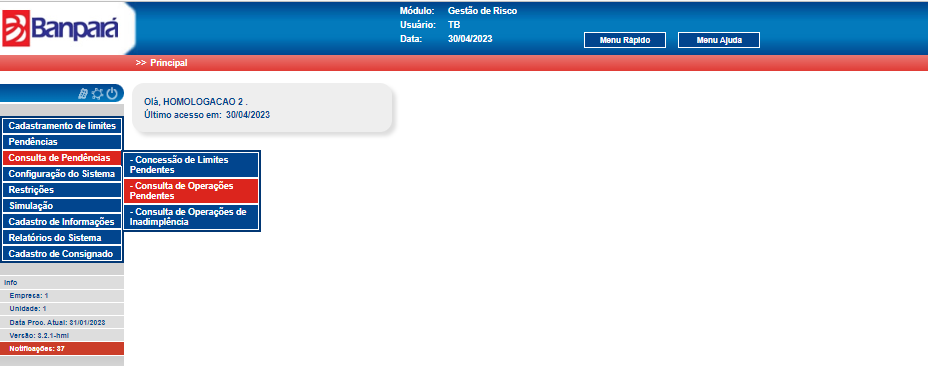 Banpará
Módulo: Gestão de Risco
Usuário: TB
Data: 30/04/2023
Menu Rápido
Menu Ajuda
>> Principal
Olá, HOMOLOGACAO 2 .
Último acesso em: 30/04/2023
Cadastramento de limites
Pendências
Consulta de Pendências
Configuração do Sistema
Restrições
Simulação
Cadastro de Informações
Relatórios do Sistema
Cadastro de Consignado
- Concessão de Limites
Pendentes
- Consulta de Operações
Pendentes
- Consulta de Operações de
Inadimplência
Info
Empresa: 1
Unidade: 1
Data Proc. Atual: 31/01/2023
Versão: 3.2.1-hml
Notificações: 37